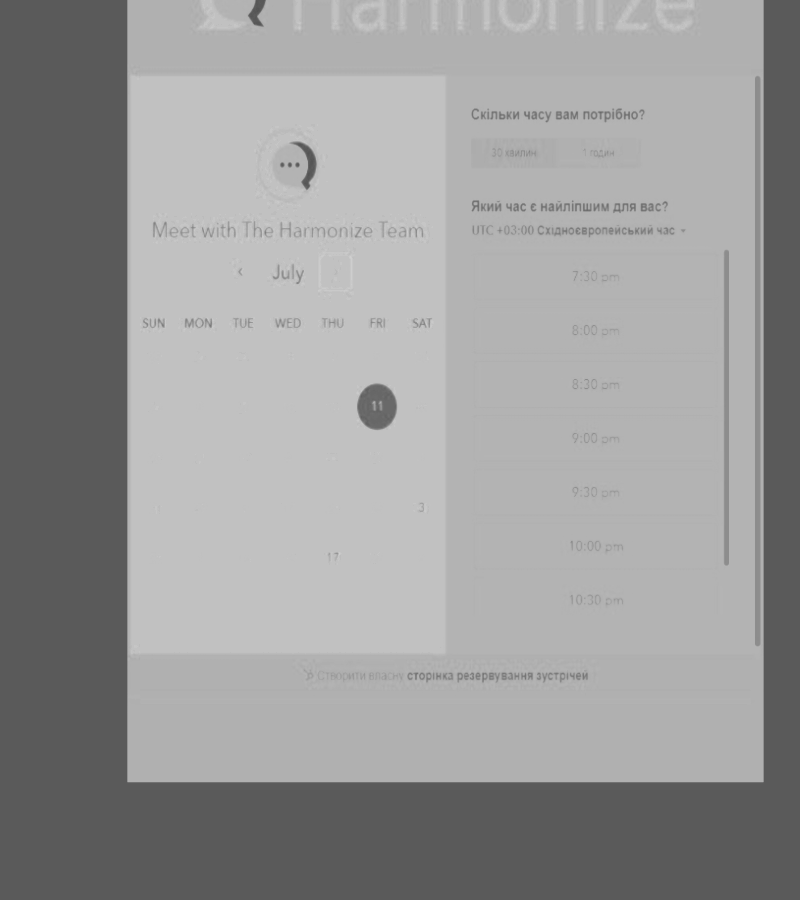 Harmonize
Meet with The Harmonize Team
‹ July ›
SUN MON TUE WED THU FRI SAT
11
3
17
Скільки часу вам потрібно?
30 хвилин 1 годин
Який час є найліпшим для вас?
UTC +03:00 Східноєвропейський час
7:30 pm
8:00 pm
8:30 pm
9:00 pm
9:30 pm
10:00 pm
10:30 pm
Створити власну сторінка резервування зустрічей